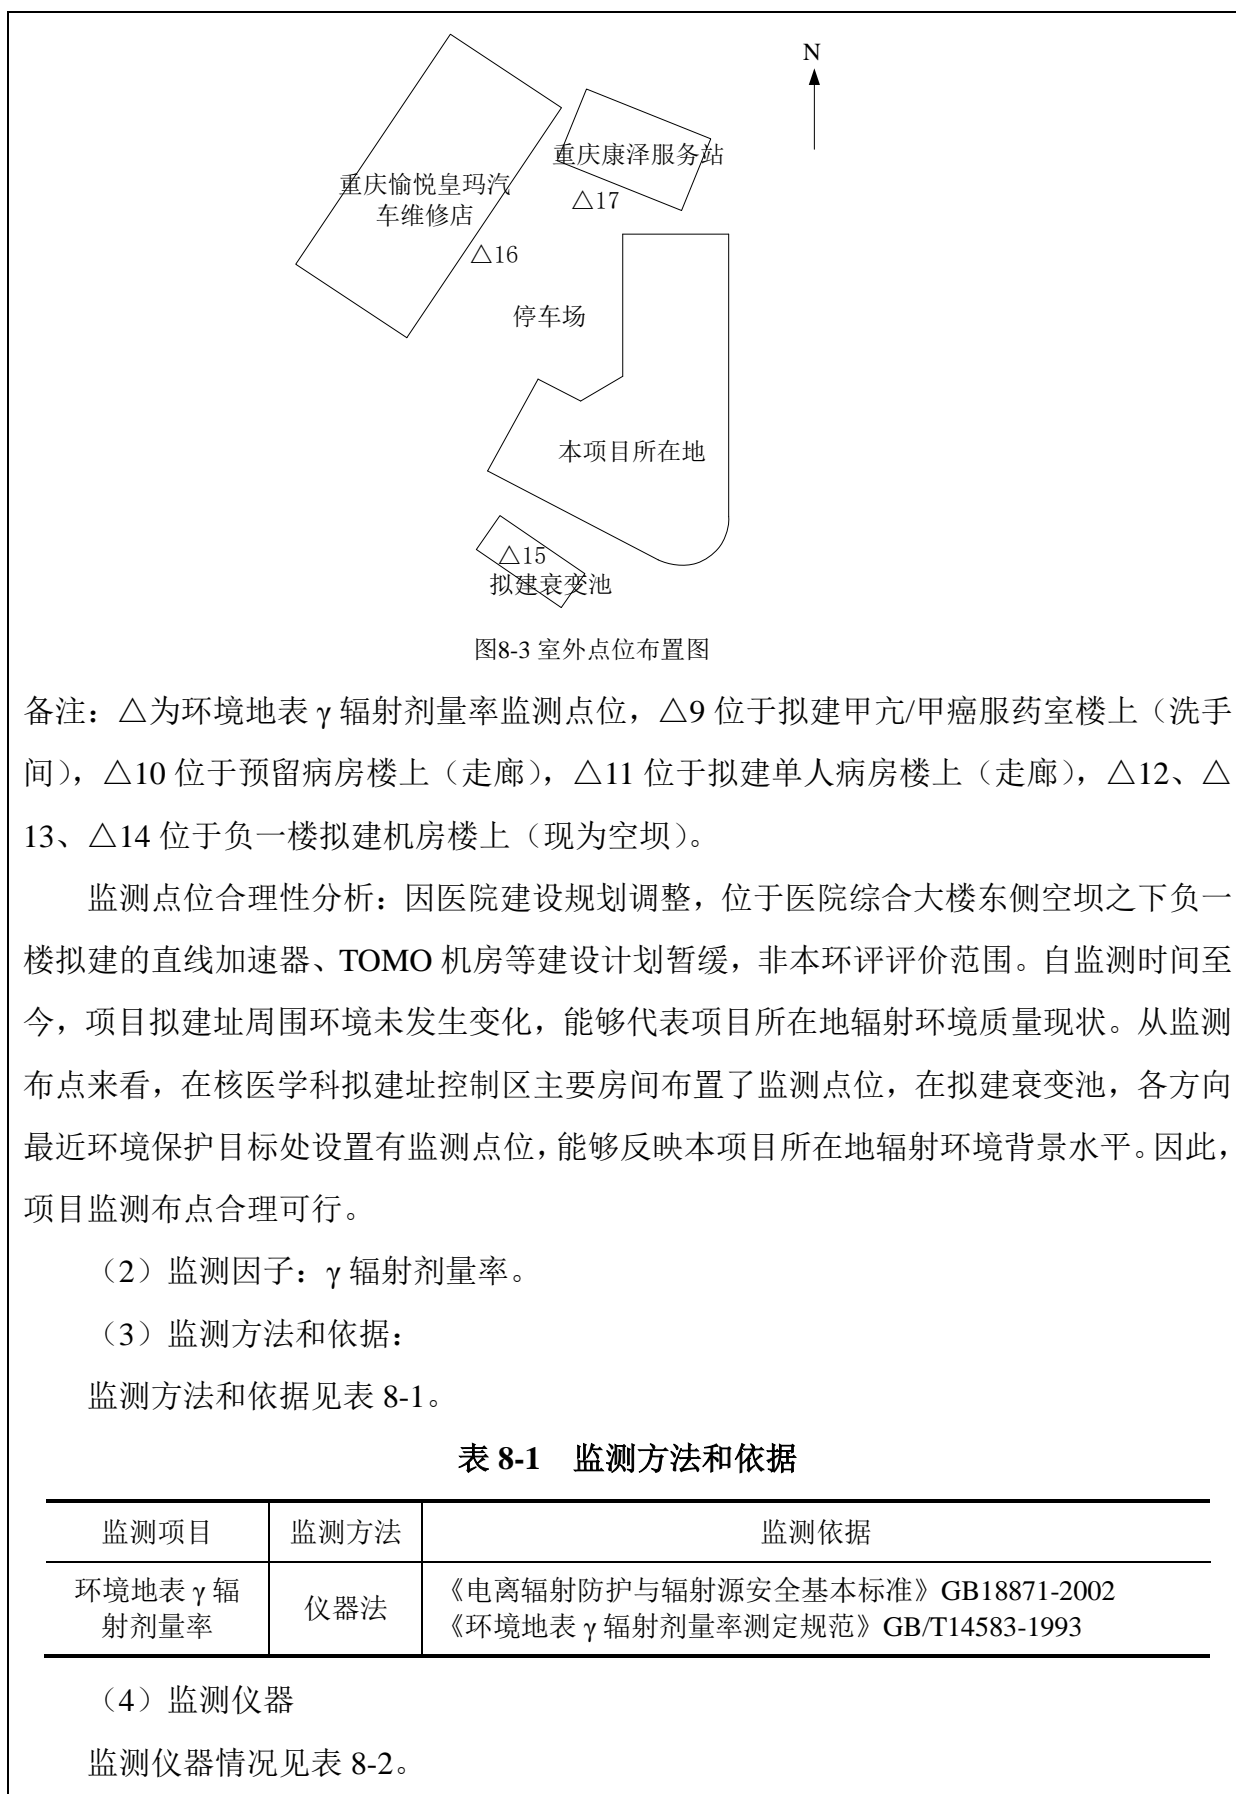 N
重庆康泽服务站
重庆愉悦皇玛汽
车维修店
△17
△16
停车场
本项目所在地
△15
拟建衰变池
图8-3 室外点位布置图
备注：△为环境地表 γ 辐射剂量率监测点位，△9 位于拟建甲亢/甲癌服药室楼上（洗手
间），△10 位于预留病房楼上（走廊），△11 位于拟建单人病房楼上（走廊），△12、△
13、△14 位于负一楼拟建机房楼上（现为空坝）。
监测点位合理性分析：因医院建设规划调整，位于医院综合大楼东侧空坝之下负一
楼拟建的直线加速器、TOMO 机房等建设计划暂缓，非本环评评价范围。自监测时间至
今，项目拟建址周围环境未发生变化，能够代表项目所在地辐射环境质量现状。从监测
布点来看，在核医学科拟建址控制区主要房间布置了监测点位，在拟建衰变池，各方向
最近环境保护目标处设置有监测点位，能够反映本项目所在地辐射环境背景水平。因此，
项目监测布点合理可行。
（2）监测因子：γ 辐射剂量率。
（3）监测方法和依据：
监测方法和依据见表 8-1。
表 8-1 监测方法和依据
监测项目 监测方法 监测依据
环境地表 γ 辐
射剂量率
仪器法
《电离辐射防护与辐射源安全基本标准》GB18871-2002
《环境地表 γ 辐射剂量率测定规范》GB/T14583-1993
（4）监测仪器
监测仪器情况见表 8-2。